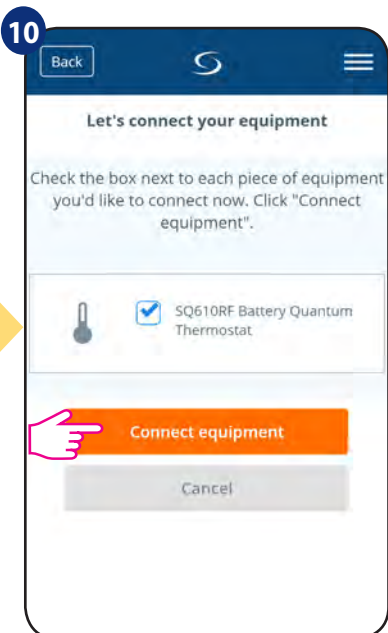 10
Back
Let's connect your equipment
Check the box next to each piece of equipment
you'd like to connect now. Click "Connect
equipment".
SQ610RF Battery Quantum
Thermostat
Connect equipment
Cancel